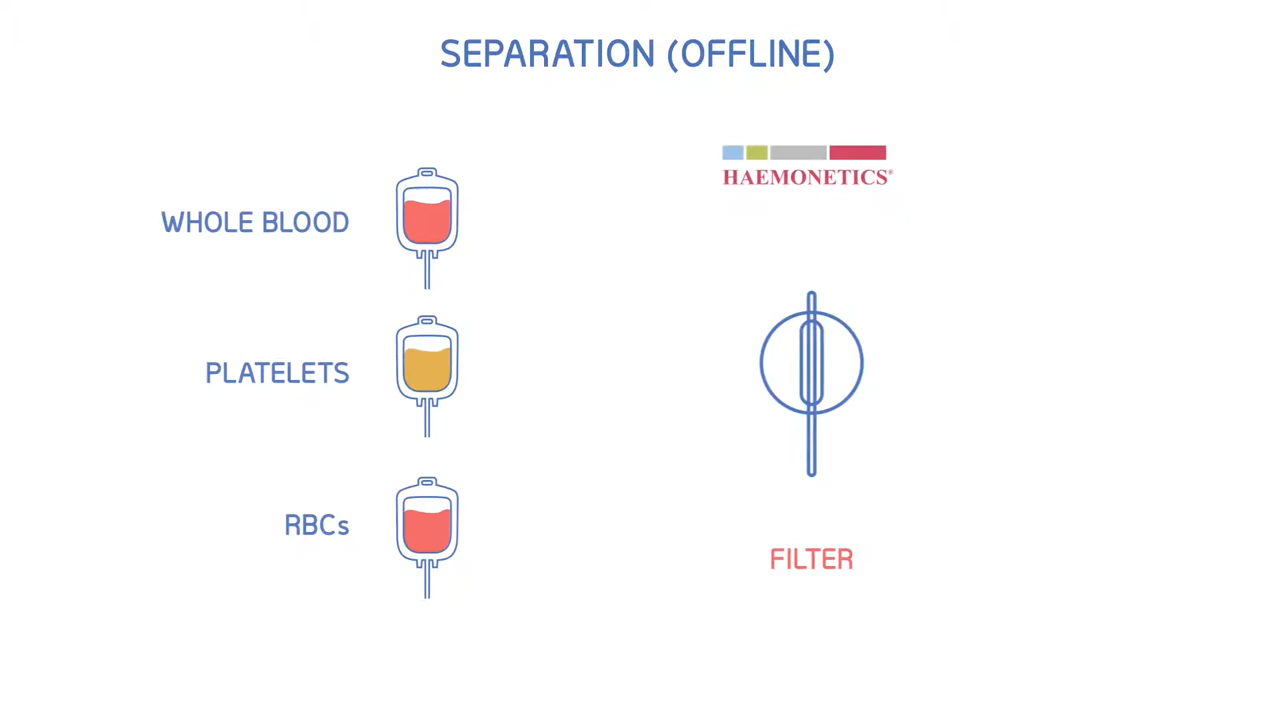 SEPARATION (OFFLINE)
WHOLE BLOOD
PLATELETS
RBCs
HAEMONETICS®
FILTER